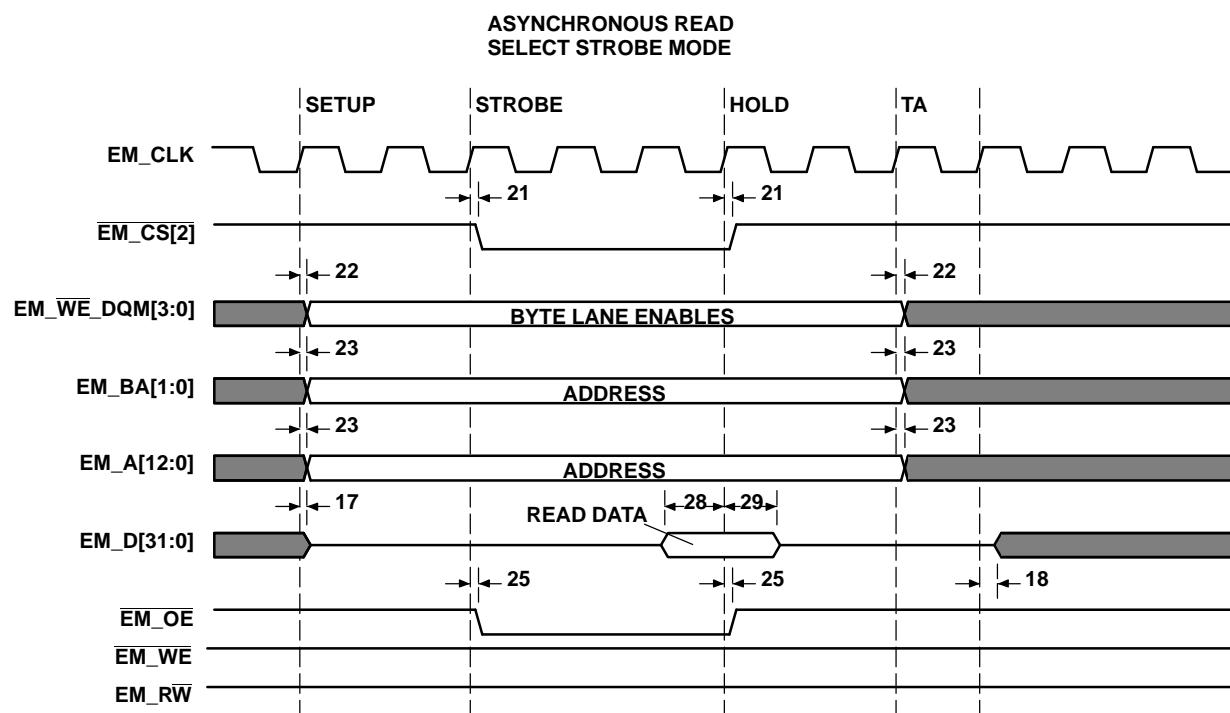 ASYNCHRONOUS READ
SELECT STROBE MODE
SETUP STROBE HOLD TA
EM_CLK
21 21
EM_CS[2]
22 22
EM_WE_DQM[3:0] BYTE LANE ENABLES
23 23
EM_BA[1:0] ADDRESS
23 23
EM_A[12:0] ADDRESS
17 28 29
READ DATA
EM_D[31:0]
25 25 18
EM_OE
EM_WE
EM_RW